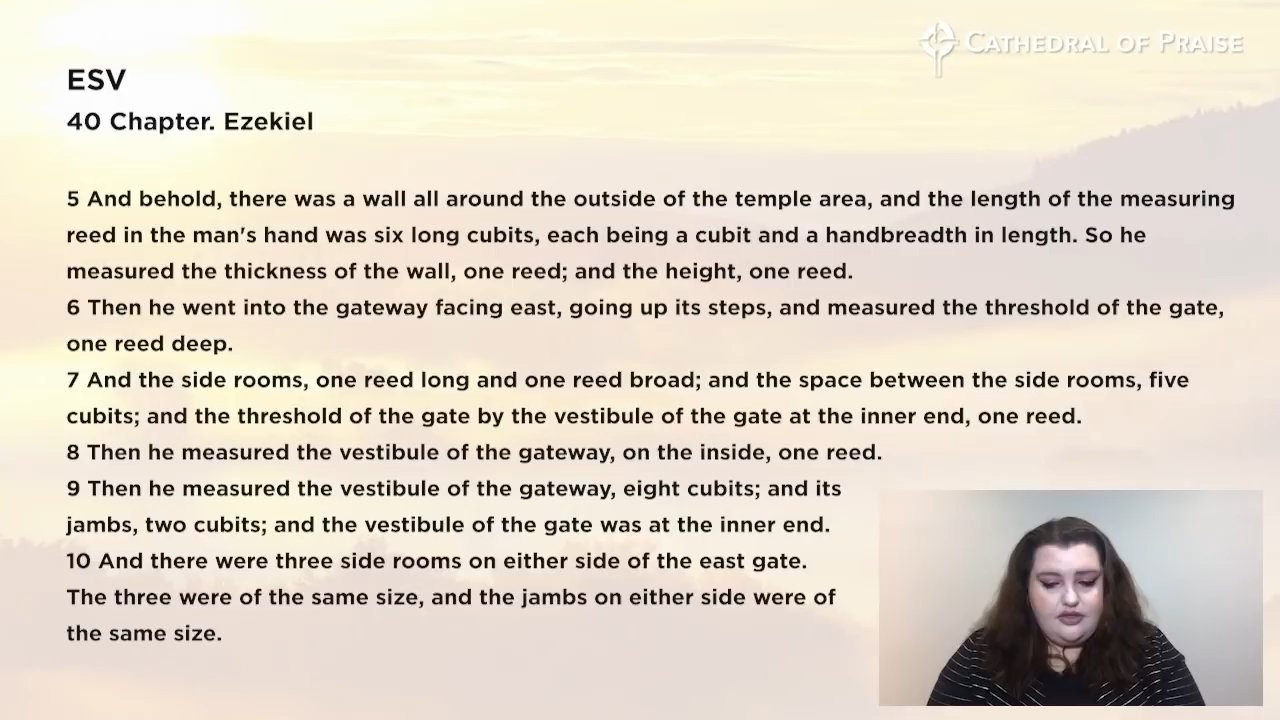 CATHEDRAL OF PRAISE
ESV
40 Chapter. Ezekiel
5 And behold, there was a wall all around the outside of the temple area, and the length of the measuring
reed in the man's hand was six long cubits, each being a cubit and a handbreadth in length. So he
measured the thickness of the wall, one reed; and the height, one reed.
6 Then he went into the gateway facing east, going up its steps, and measured the threshold of the gate,
one reed deep.
7 And the side rooms, one reed long and one reed broad; and the space between the side rooms, five
cubits; and the threshold of the gate by the vestibule of the gate at the inner end, one reed.
8 Then he measured the vestibule of the gateway, on the inside, one reed.
9 Then he measured the vestibule of the gateway, eight cubits; and its
jambs, two cubits; and the vestibule of the gate was at the inner end.
10 And there were three side rooms on either side of the east gate.
The three were of the same size, and the jambs on either side were of
the same size.